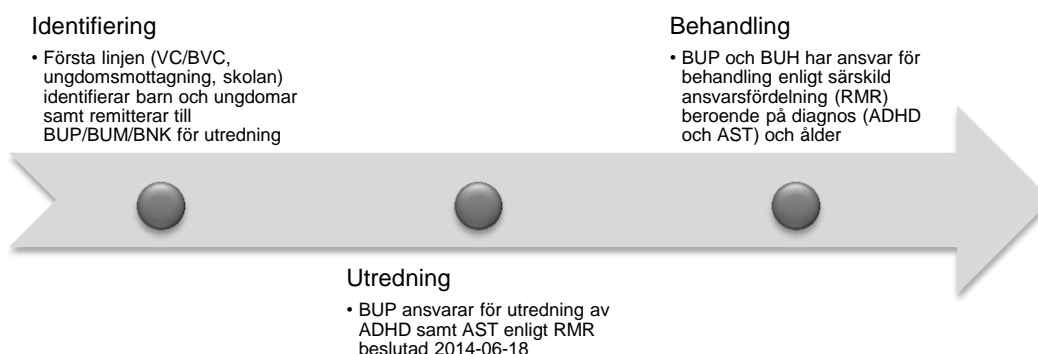 Identifiering
• Första linjen (VC/BVC,
ungdomsmottagning, skolan)
identifierar barn och ungdomar
samt remitterar till
BUP/BUM/BNK för utredning
Utredning
• BUP ansvarar för utredning av
ADHD samt AST enligt RMR
beslutad 2014-06-18
Behandling
• BUP och BUH har ansvar för
behandling enligt särskild
ansvarsfördelning (RMR)
beroende på diagnos (ADHD
och AST) och ålder